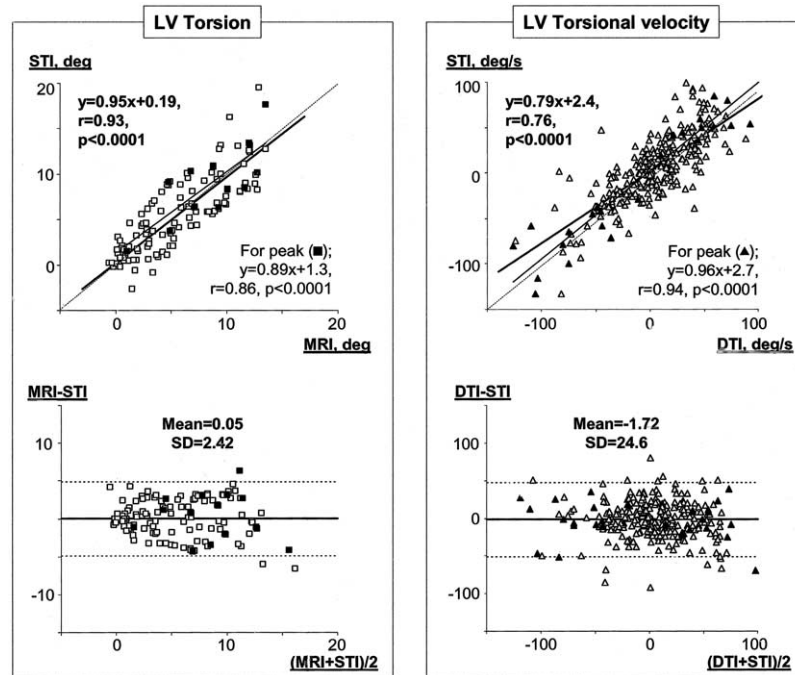 LV Torsion
STI, deg
20
10
0
y=0.95x+0.19,
r=0.93,
p<0.0001
For peak (■);
y=0.89x+1.3,
r=0.86, p<0.0001
0
10
20
MRI, deg
MRI-STI
10
0
-10
Mean=0.05
SD=2.42
0
10
20
(MRI+STI)/2
LV Torsional velocity
STI, deg/s
100
0
-100
y=0.79x+2.4,
r=0.76,
p<0.0001
For peak (▲);
y=0.96x+2.7,
r=0.94, p<0.0001
-100
0
100
DTI, deg/s
DTI-STI
100
0
-100
Mean=-1.72
SD=24.6
-100
0
100
(DTI+STI)/2